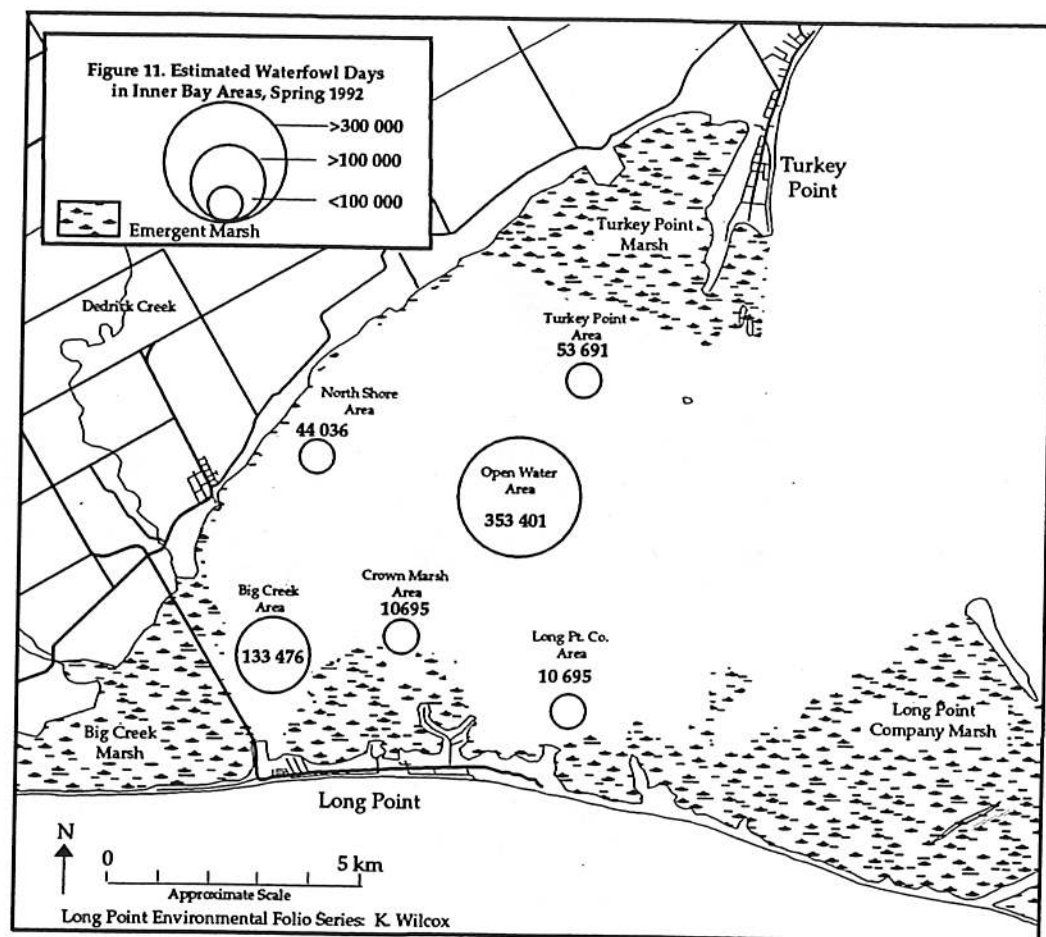 Figure 11. Estimated Waterfowl Days
in Inner Bay Areas, Spring 1992
>300 000
>100 000
<100 000
Emergent Marsh
Turkey
Point
Turkey Point
Marsh
Dedrick Creek
Turkey Point
Area
53 691
North Shore
Area
44 036
Open Water
Area
353 401
Big Creek
Area
133 476
Crown Marsh
Area
10695
Long Pt. Co.
Area
10 695
Big Creek
Marsh
Long Point
Company Marsh
Long Point
N
0
5 km
Approximate Scale
Long Point Environmental Folio Series: K. Wilcox